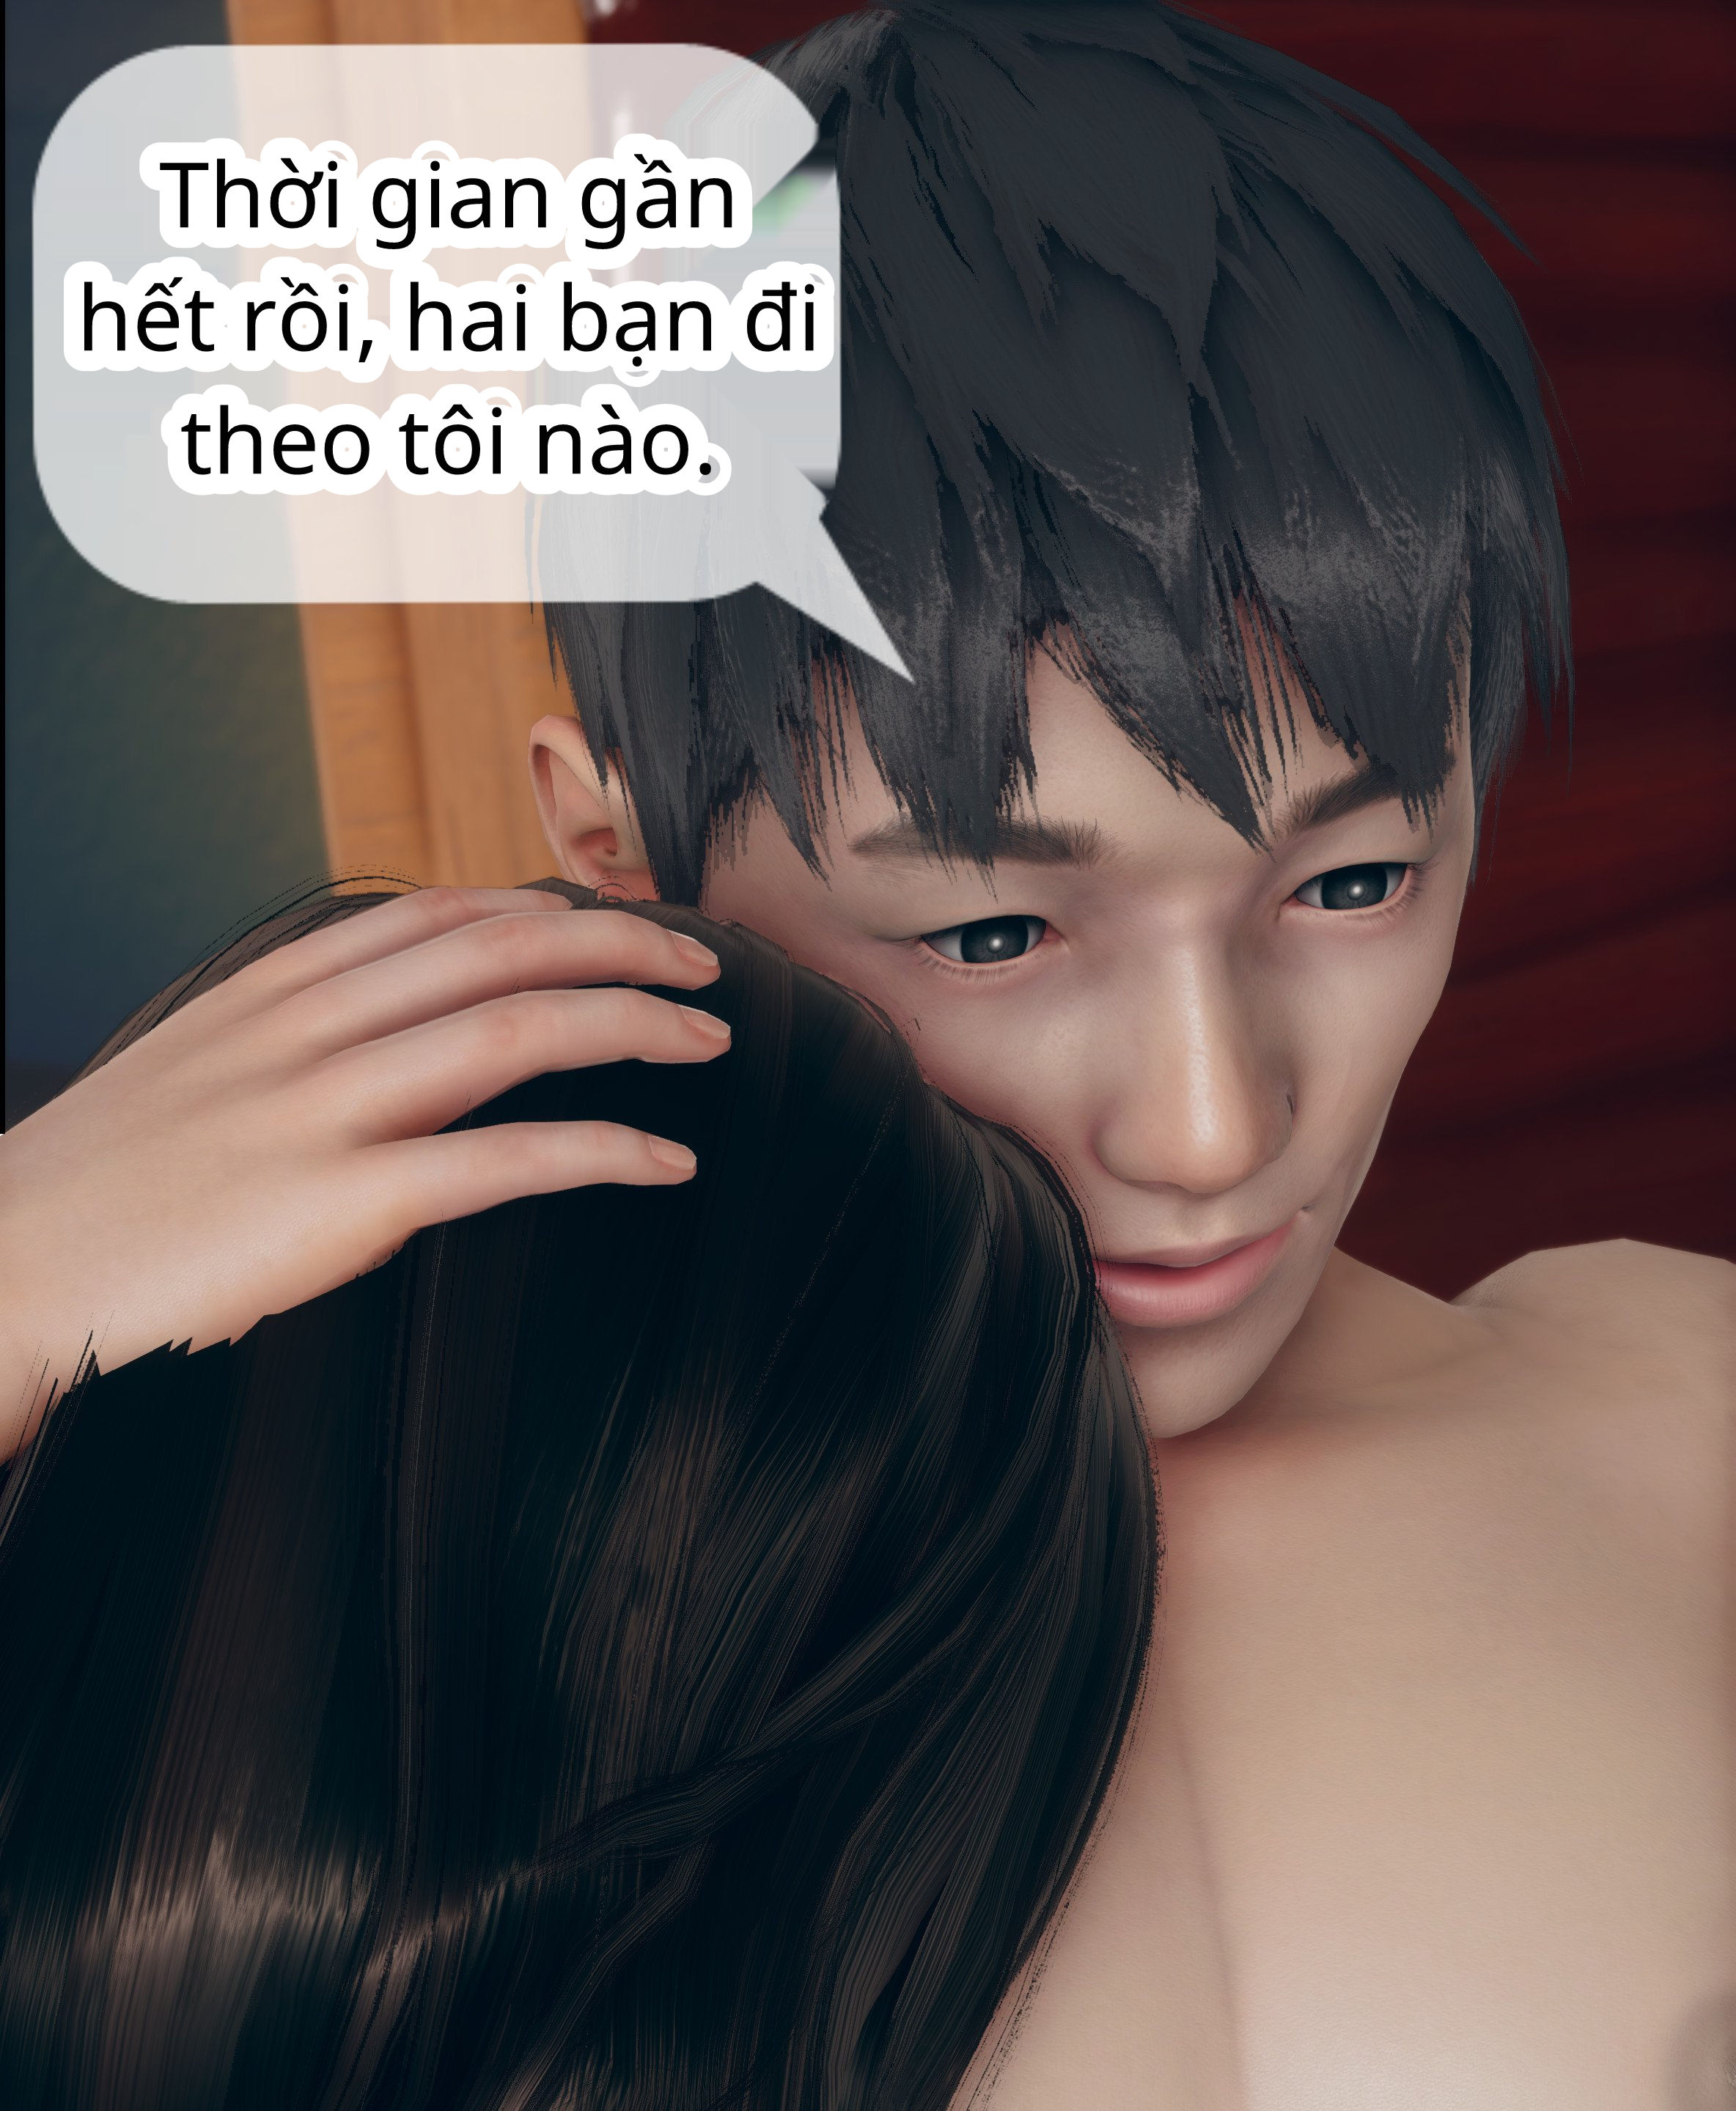 Thời gian gần
hết rồi, hai bạn đi
theo tôi nào.